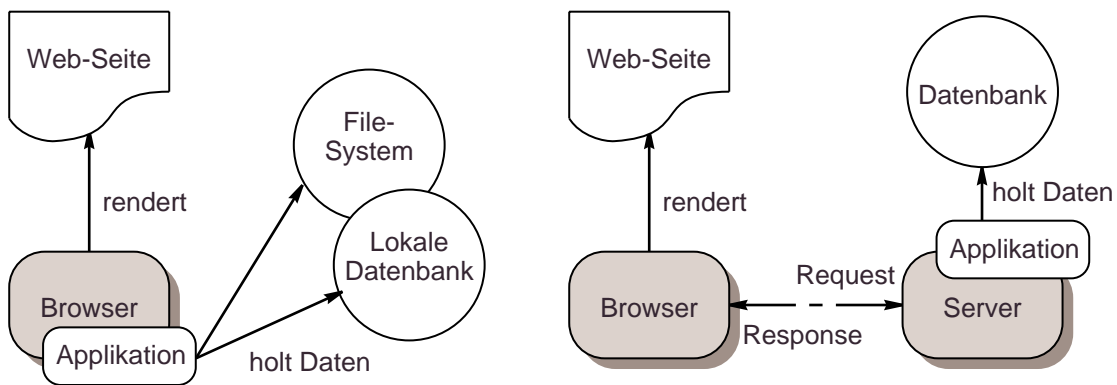 Web-Seite
File-
System
rendert
Lokale
Datenbank
Browser
Applikation
holt Daten
Web-Seite
Datenbank
rendert
holt Daten
Applikation
Request
Browser
Server
Response